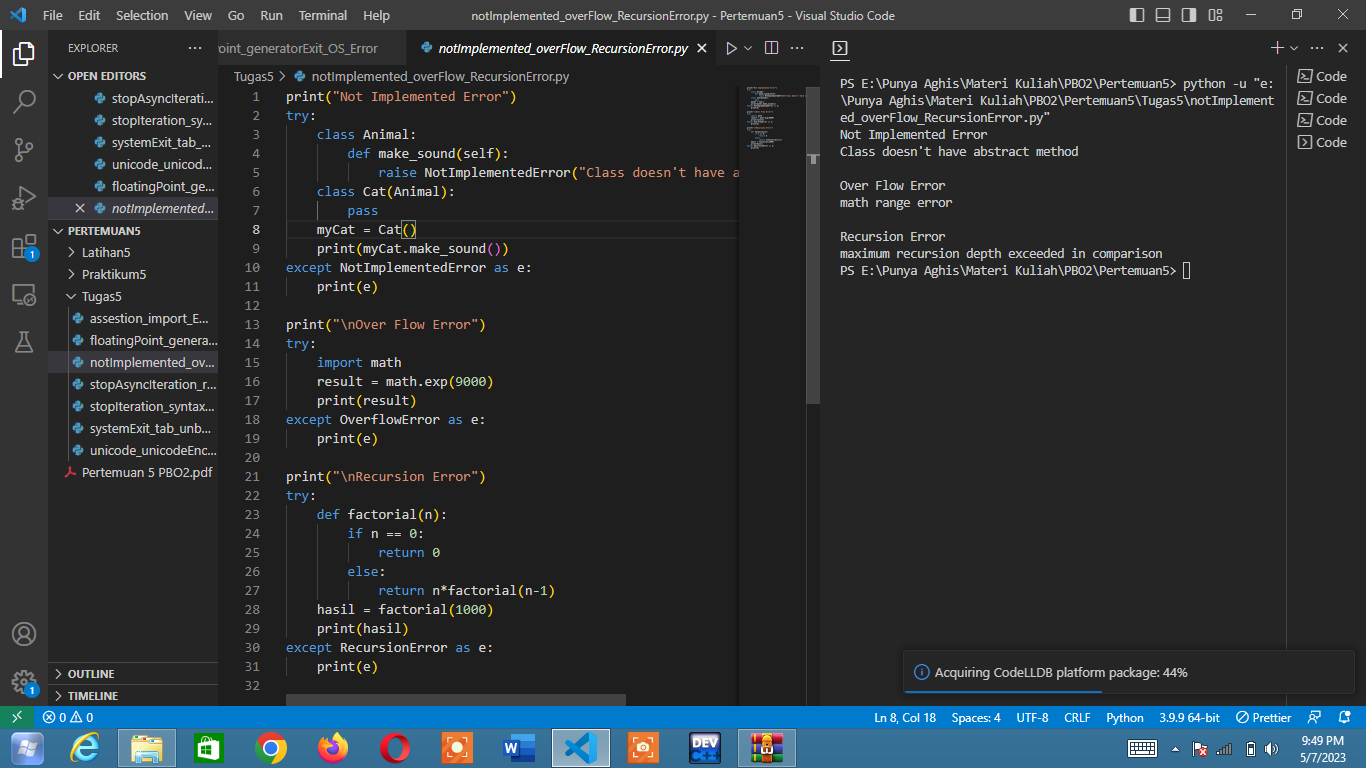 File Edit Selection View Go Run Terminal Help
notImplemented_overFlow_RecursionError.py - Pertemuan5 - Visual Studio Code
EXPLORER
OPEN EDITORS
stopAsyncIterati...
stopIteration_sy...
systemExit_tab_...
unicode_unicod...
floatingPoint_ge...
notImplemented...
PERTEMUAN5
Latihan5
Praktikum5
Tugas5
assestion_import_E...
floatingPoint_genera...
notImplemented_ov...
stopAsyncIteration_r...
stopIteration_syntax...
systemExit_tab_unb...
unicode_unicodeEnc...
Pertemuan 5 PBO2.pdf
OUTLINE
TIMELINE
1
1
oint_generatorExit_OS_Error
notImplemented_overFlow_RecursionError.py
Tugas5 > notImplemented_overFlow_RecursionError.py
1 print("Not Implemented Error")
2 try:
3 class Animal:
4 def make_sound(self):
5 raise NotImplementedError("Class doesn't have a
6 class Cat(Animal):
7 pass
8 myCat = Cat()
9 print(myCat.make_sound())
10 except NotImplementedError as e:
11 print(e)
12
13 print("\nOver Flow Error")
14 try:
15 import math
16 result = math.exp(9000)
17 print(result)
18 except OverflowError as e:
19 print(e)
20
21 print("\nRecursion Error")
22 try:
23 def factorial(n):
24 if n == 0:
25 return 0
26 else:
27 return n*factorial(n-1)
28 hasil = factorial(1000)
29 print(hasil)
30 except RecursionError as e:
31 print(e)
32
PS E:\Punya Aghis\Materi Kuliah\PBO2\Pertemuan5> python -u "e:
\Punya Aghis\Materi Kuliah\PBO2\Pertemuan5\Tugas5\notImplement
ed_overFlow_RecursionError.py"
Not Implemented Error
Class doesn't have abstract method
Over Flow Error
math range error
Recursion Error
maximum recursion depth exceeded in comparison
PS E:\Punya Aghis\Materi Kuliah\PBO2\Pertemuan5>
Code
Code
Code
Code
Acquiring CodeLLDB platform package: 44%
0 0
Ln 8, Col 18 Spaces: 4 UTF-8 CRLF Python 3.9.9 64-bit Prettier
W
DEV
C++
9:49 PM
5/7/2023